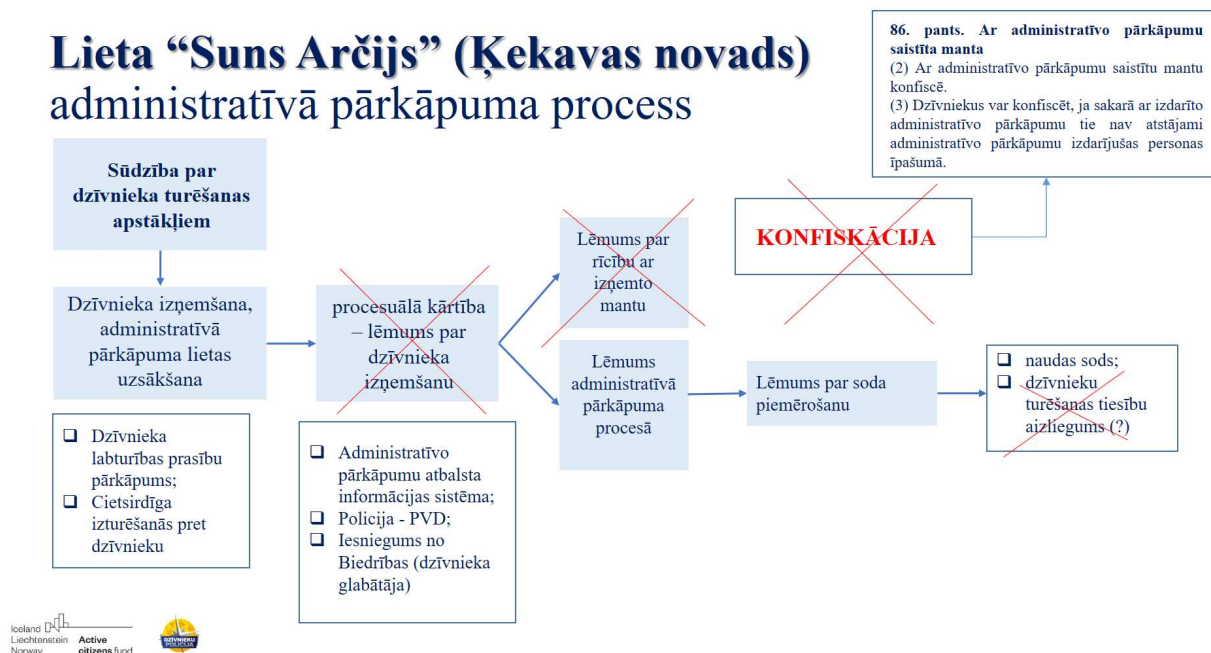 Lieta “Suns Arčijs” (Ķekavas novads)
administratīvā pārkāpuma process
86. pants. Ar administratīvo pārkāpumu
saistīta manta
(2) Ar administratīvo pārkāpumu saistītu mantu
konfiscē.
(3) Dzīvniekus var konfiscēt, ja sakarā ar izdarīto
administratīvo pārkāpumu tie nav atstājami
administratīvo pārkāpumu izdarījušas personas
īpašumā.
Sūdzība par
dzīvnieka turēšanas
apstākļiem
Dzīvnieka izņemšana,
administratīvā
pārkāpuma lietas
uzsākšana
❑ Dzīvnieka
labturības prasību
pārkāpums;
❑ Cietsirdīga
izturēšanās pret
dzīvnieku
procesuālā kārtība
– lēmums par
dzīvnieka
izņemšanu
❑ Administratīvo
pārkāpumu atbalsta
informācijas sistēma;
❑ Policija - PVD;
❑ Iesniegums no
Biedrības (dzīvnieka
glabātāja)
Lēmums par
rīcību ar
izņemto
mantu
KONFISKĀCIJA
Lēmums
administratīvā
pārkāpuma
procesā
Lēmums par soda
piemērošanu
❑ naudas sods;
❑ dzīvnieku
turēšanas tiesību
aizliegums (?)
Iceland
Liechtenstein Active
Norway citizens fund
DZĪVNIEKU
POLICIJA